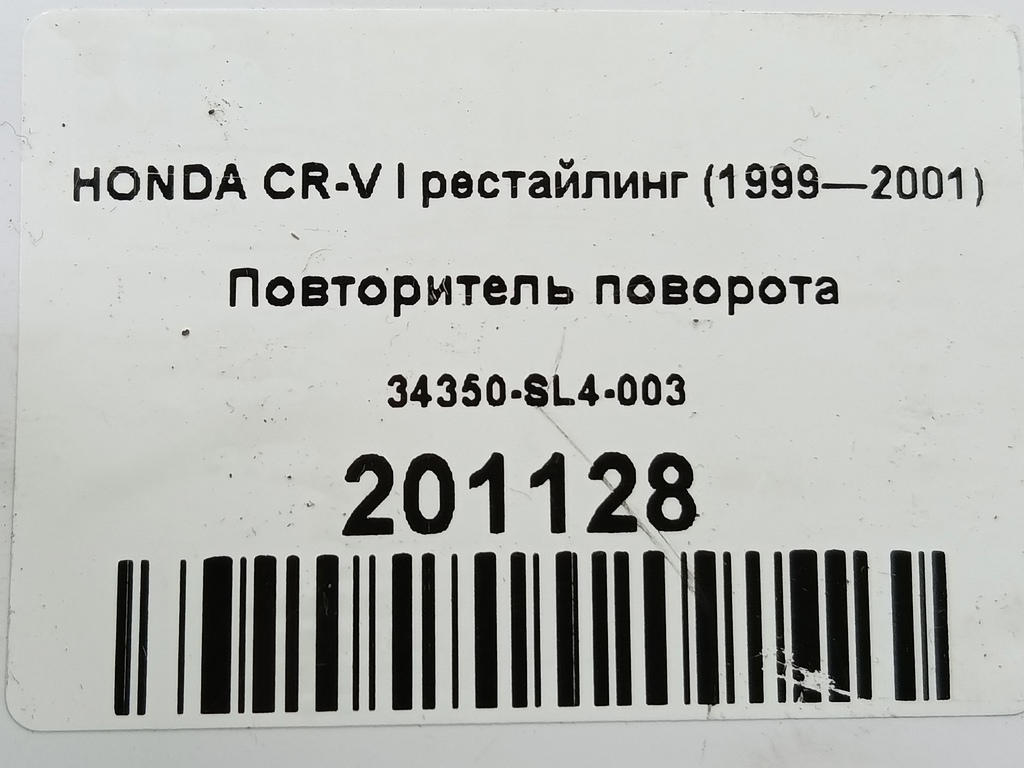 HONDA CR-V I рестайлинг (1999—2001)
Повторитель поворота
34350-SL4-003
201128